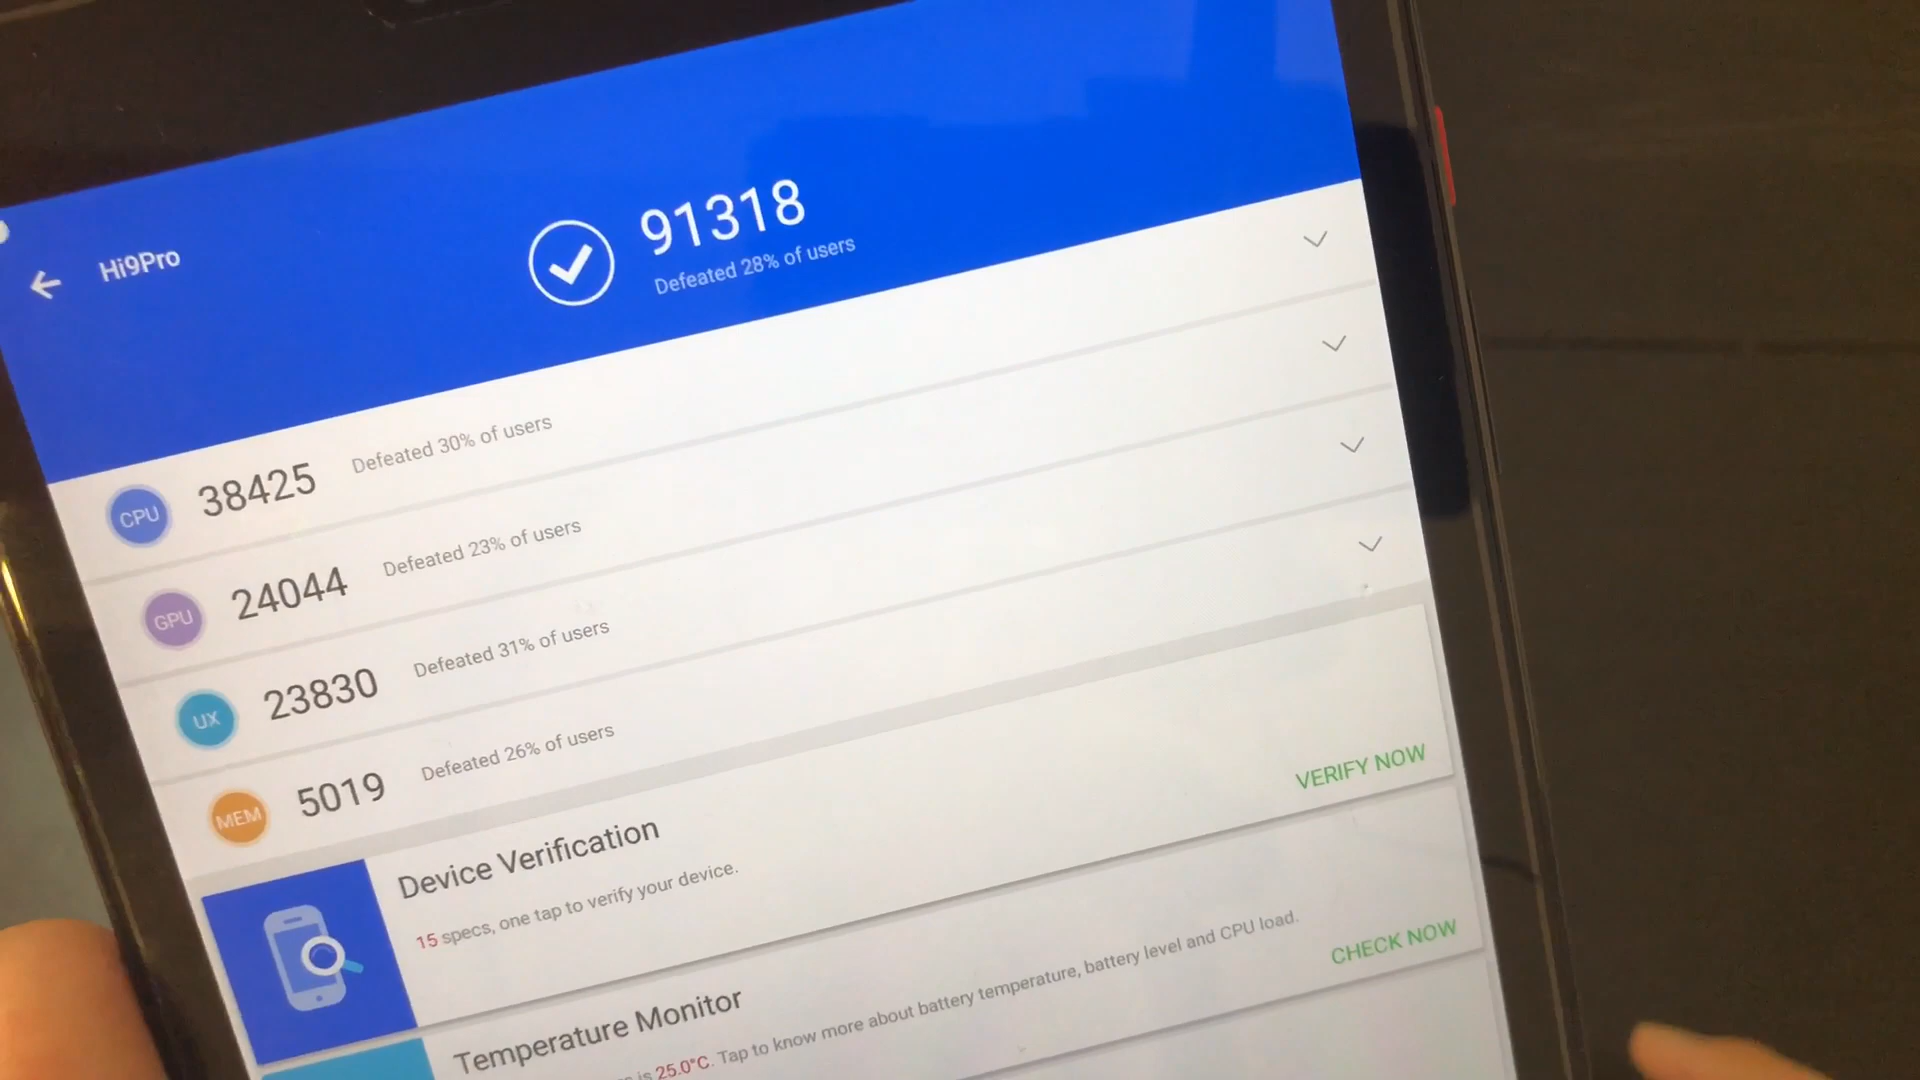 Hi9Pro
91318
Defeated 28% of users
CPU 38425 Defeated 30% of users
GPU 24044 Defeated 23% of users
UX 23830 Defeated 31% of users
MEM 5019 Defeated 26% of users
Device Verification
15 specs, one tap to verify your device.
VERIFY NOW
Temperature Monitor
is 25.0°C. Tap to know more about battery temperature, battery level and CPU load.
CHECK NOW